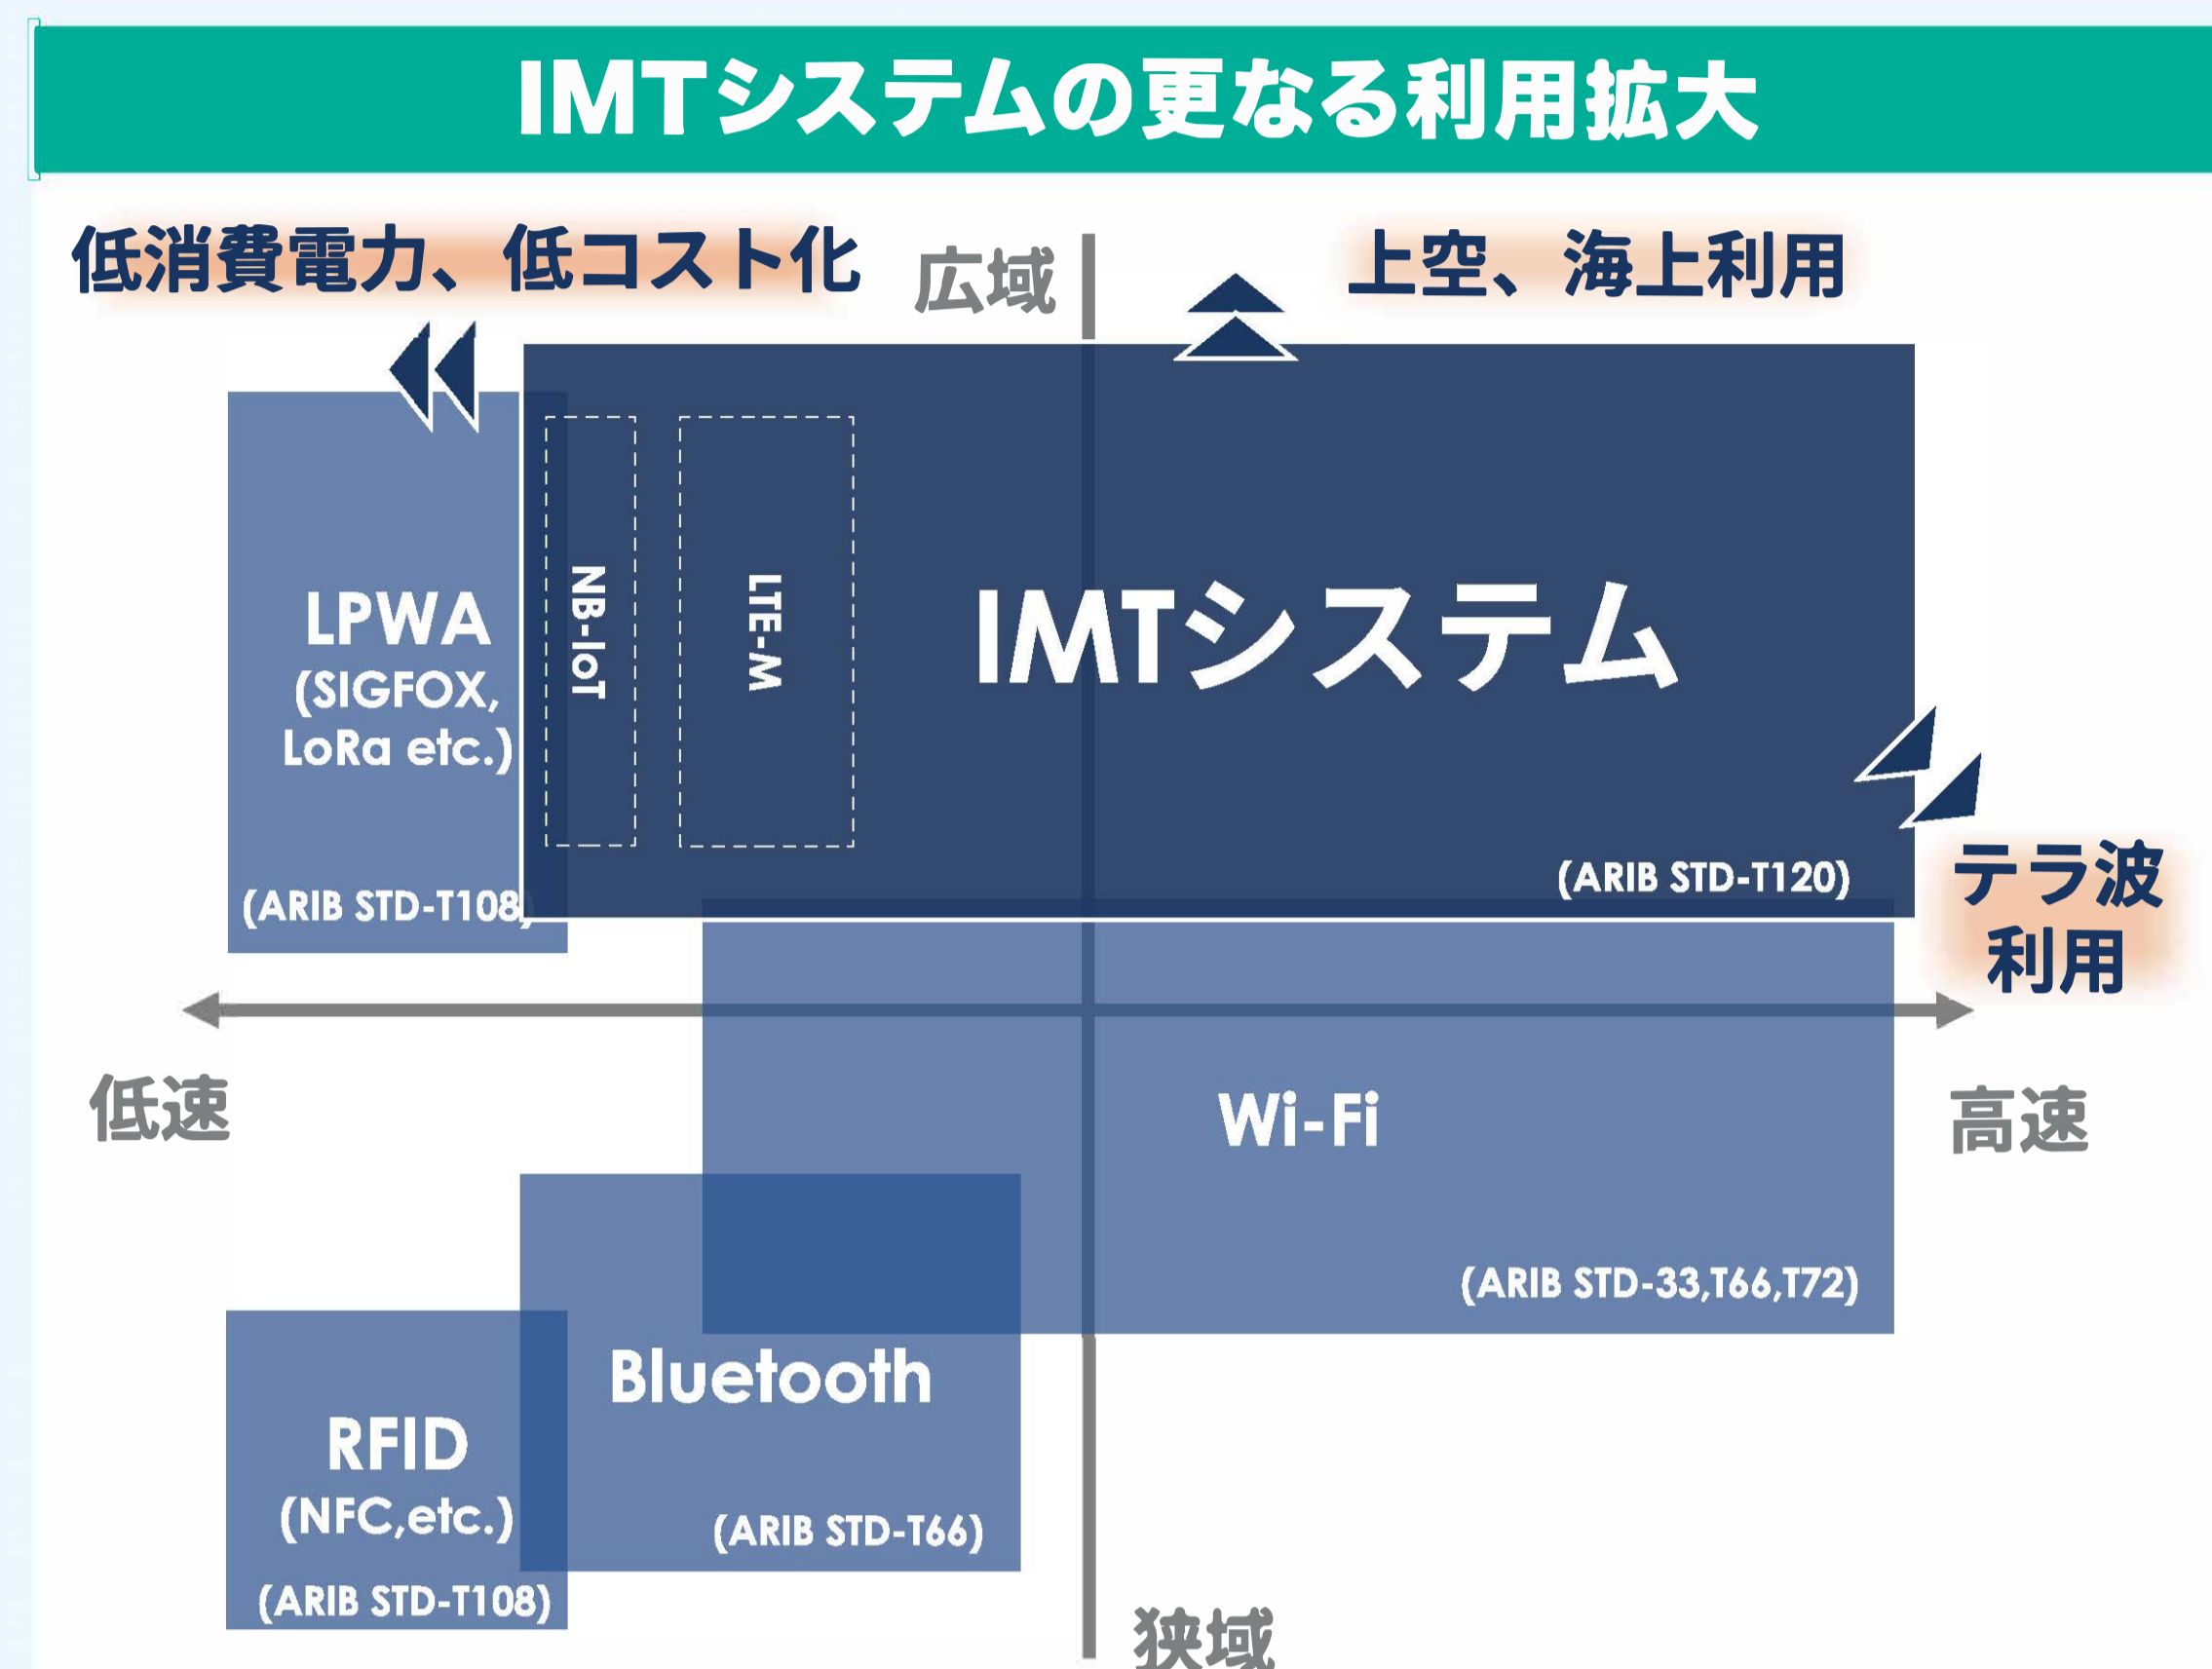 IMTシステムの更なる利用拡大
低消費電力、低コスト化
広域
上空、海上利用
LPWA
(SIGFOX,
LoRa etc.)
(ARIB STD-T108)
NB-IoT
LTE-M
IMTシステム
(ARIB STD-T120)
テラ波
利用
低速
高速
Wi-Fi
(ARIB STD-33,T66,T72)
Bluetooth
(ARIB STD-T66)
RFID
(NFC,etc.)
(ARIB STD-T108)
狭域